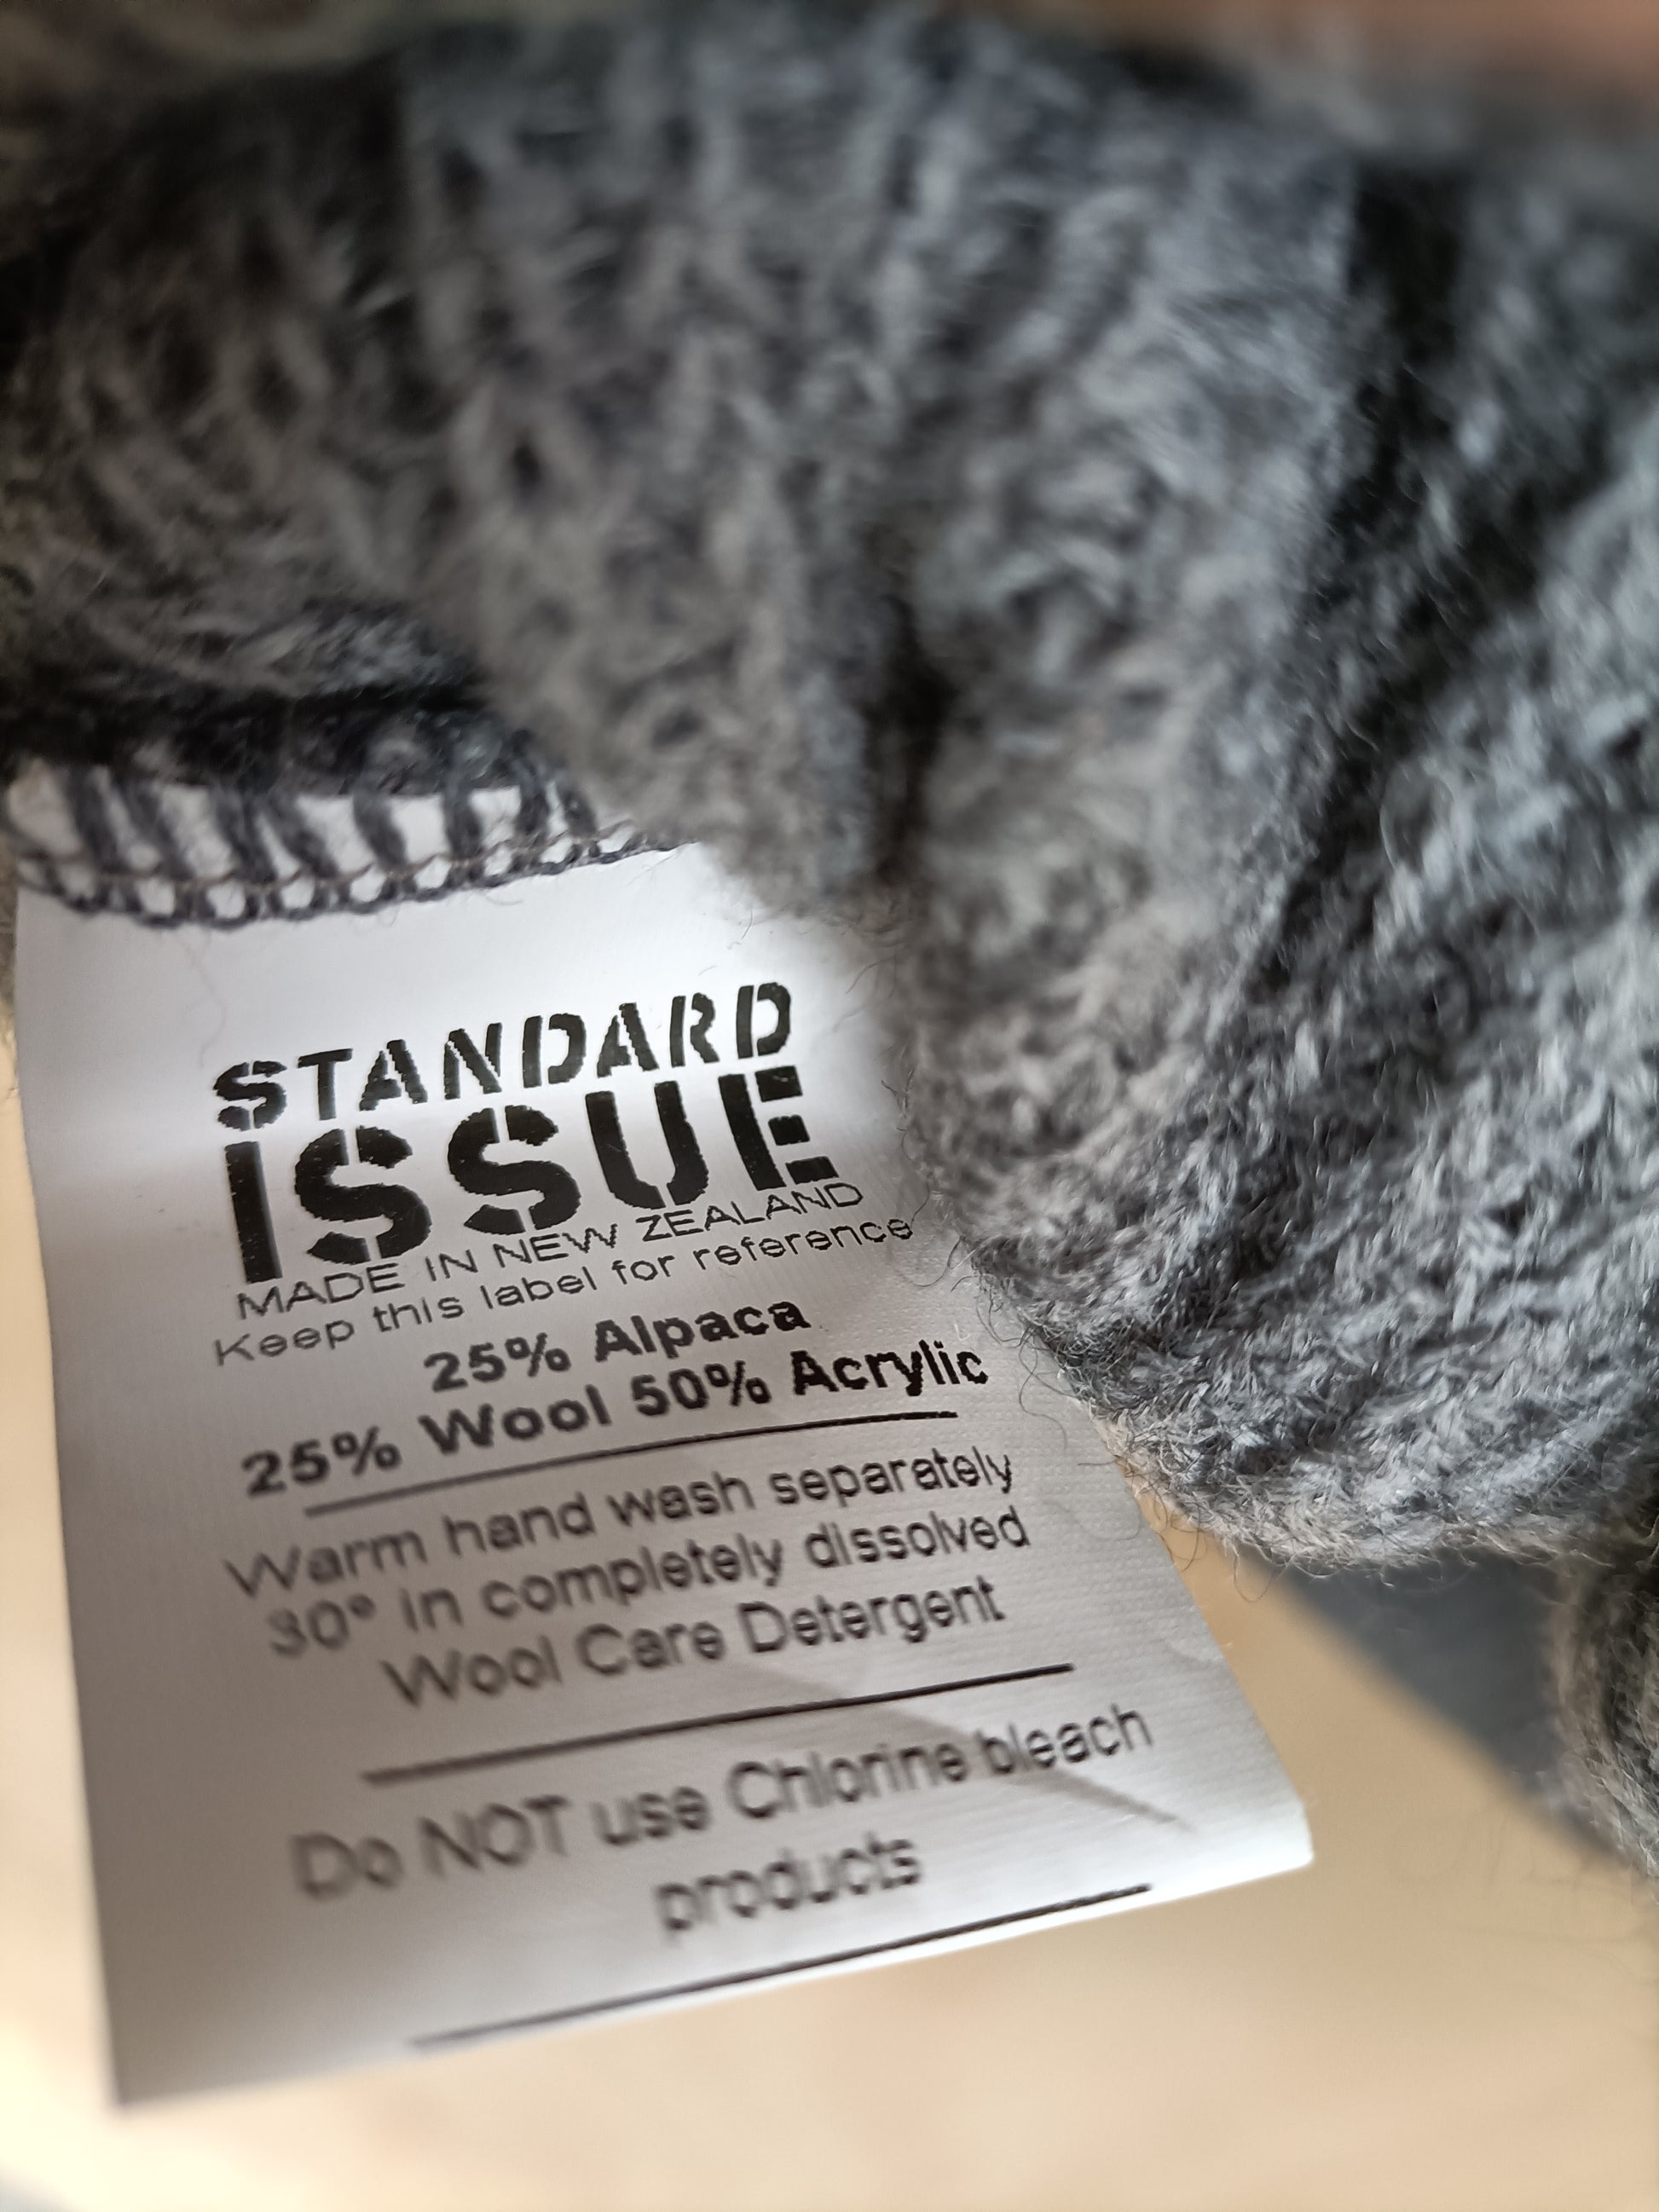 STANDARD
ISSUE
MADE IN NEW ZEALAND
Keep this label for reference
25% Alpaca
25% Wool 50% Acrylic
Warm hand wash separately
30° in completely dissolved
Wool Care Detergent
Do NOT use Chlorine bleach
products